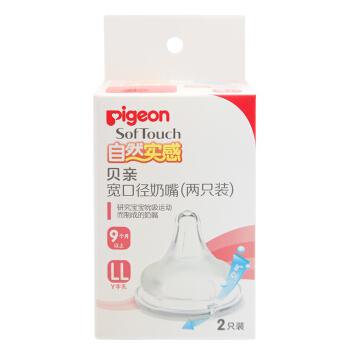 pigeon
SofTouch
自然实感
贝亲
宽口径奶嘴(两只装)
研究宝宝吮吸运动
而制成的奶嘴
9个月
以上
LL
Y字孔
2只装